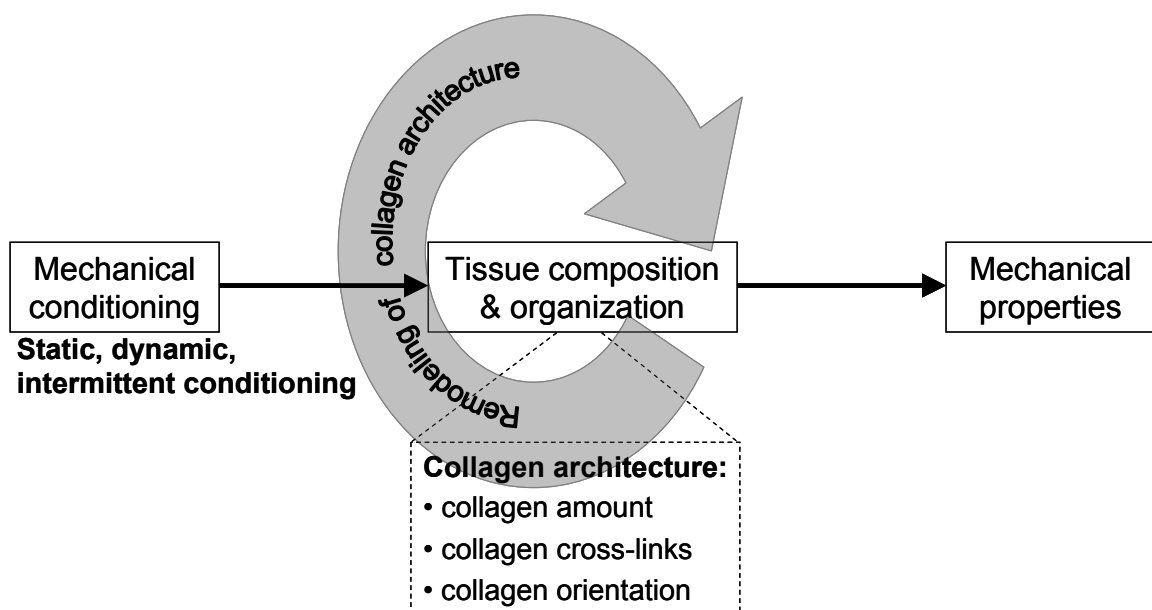 Remodeling of collagen architecture
Mechanical
conditioning
Static, dynamic,
intermittent conditioning
Tissue composition
& organization
Mechanical
properties
Collagen architecture:
• collagen amount
• collagen cross-links
• collagen orientation